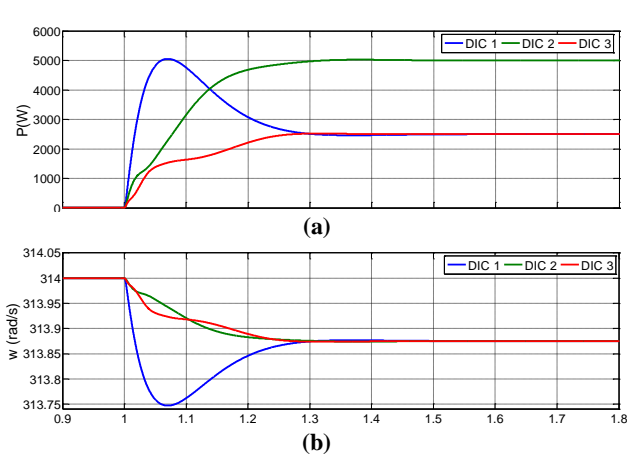 6000
DIC 1 DIC 2 DIC 3
5000
4000
3000
2000
1000
0
P(W)
(a)
314.05
DIC 1 DIC 2 DIC 3
314
313.95
313.9
313.85
313.8
313.75
w (rad/s)
0.9 1 1.1 1.2 1.3 1.4 1.5 1.6 1.7 1.8
(b)